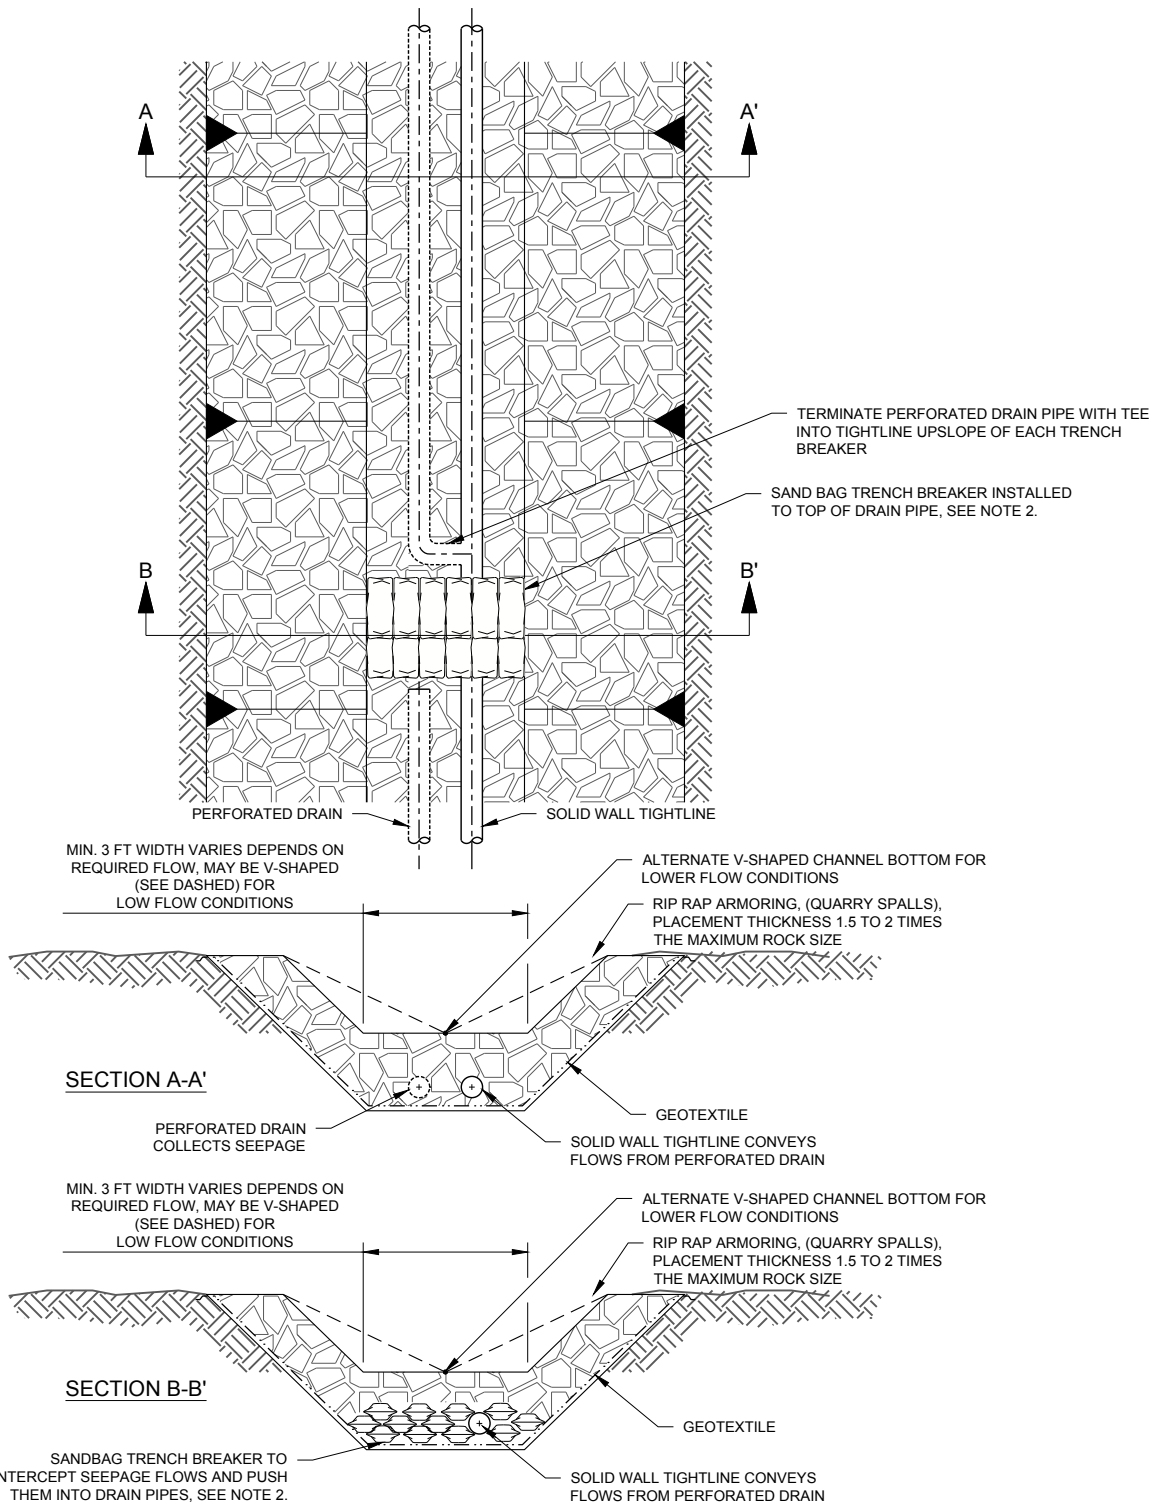 A
A'
TERMINATE PERFORATED DRAIN PIPE WITH TEE
INTO TIGHTLINE UPSLOPE OF EACH TRENCH
BREAKER
SAND BAG TRENCH BREAKER INSTALLED
TO TOP OF DRAIN PIPE, SEE NOTE 2.
B
B'
PERFORATED DRAIN
SOLID WALL TIGHTLINE
MIN. 3 FT WIDTH VARIES DEPENDS ON
REQUIRED FLOW, MAY BE V-SHAPED
(SEE DASHED) FOR
LOW FLOW CONDITIONS
ALTERNATE V-SHAPED CHANNEL BOTTOM FOR
LOWER FLOW CONDITIONS
RIP RAP ARMORING, (QUARRY SPALLS),
PLACEMENT THICKNESS 1.5 TO 2 TIMES
THE MAXIMUM ROCK SIZE
SECTION A-A'
GEOTEXTILE
PERFORATED DRAIN
COLLECTS SEEPAGE
SOLID WALL TIGHTLINE CONVEYS
FLOWS FROM PERFORATED DRAIN
MIN. 3 FT WIDTH VARIES DEPENDS ON
REQUIRED FLOW, MAY BE V-SHAPED
(SEE DASHED) FOR
LOW FLOW CONDITIONS
ALTERNATE V-SHAPED CHANNEL BOTTOM FOR
LOWER FLOW CONDITIONS
RIP RAP ARMORING, (QUARRY SPALLS),
PLACEMENT THICKNESS 1.5 TO 2 TIMES
THE MAXIMUM ROCK SIZE
SECTION B-B'
GEOTEXTILE
SANDBAG TRENCH BREAKER TO
NTERCEPT SEEPAGE FLOWS AND PUSH
THEM INTO DRAIN PIPES, SEE NOTE 2.
SOLID WALL TIGHTLINE CONVEYS
FLOWS FROM PERFORATED DRAIN